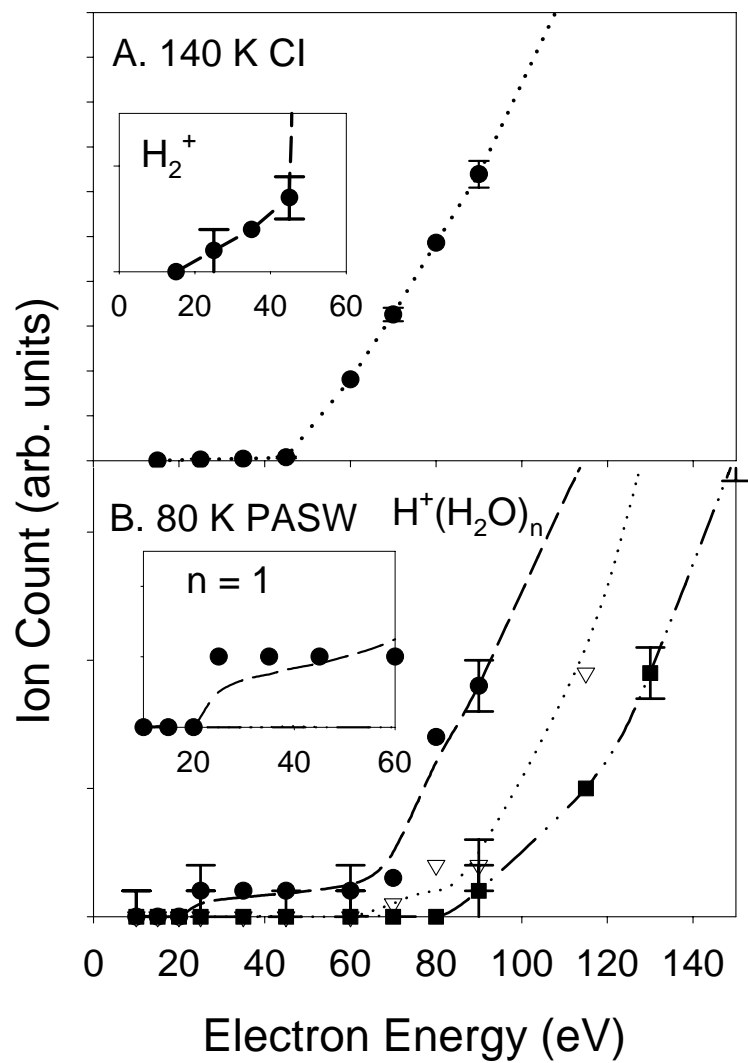 A. 140 K CI
H2+
0 20 40 60
Ion Count (arb. units)
B. 80 K PASW H+(H2O)n
n = 1
20 40 60
0 20 40 60 80 100 120 140
Electron Energy (eV)